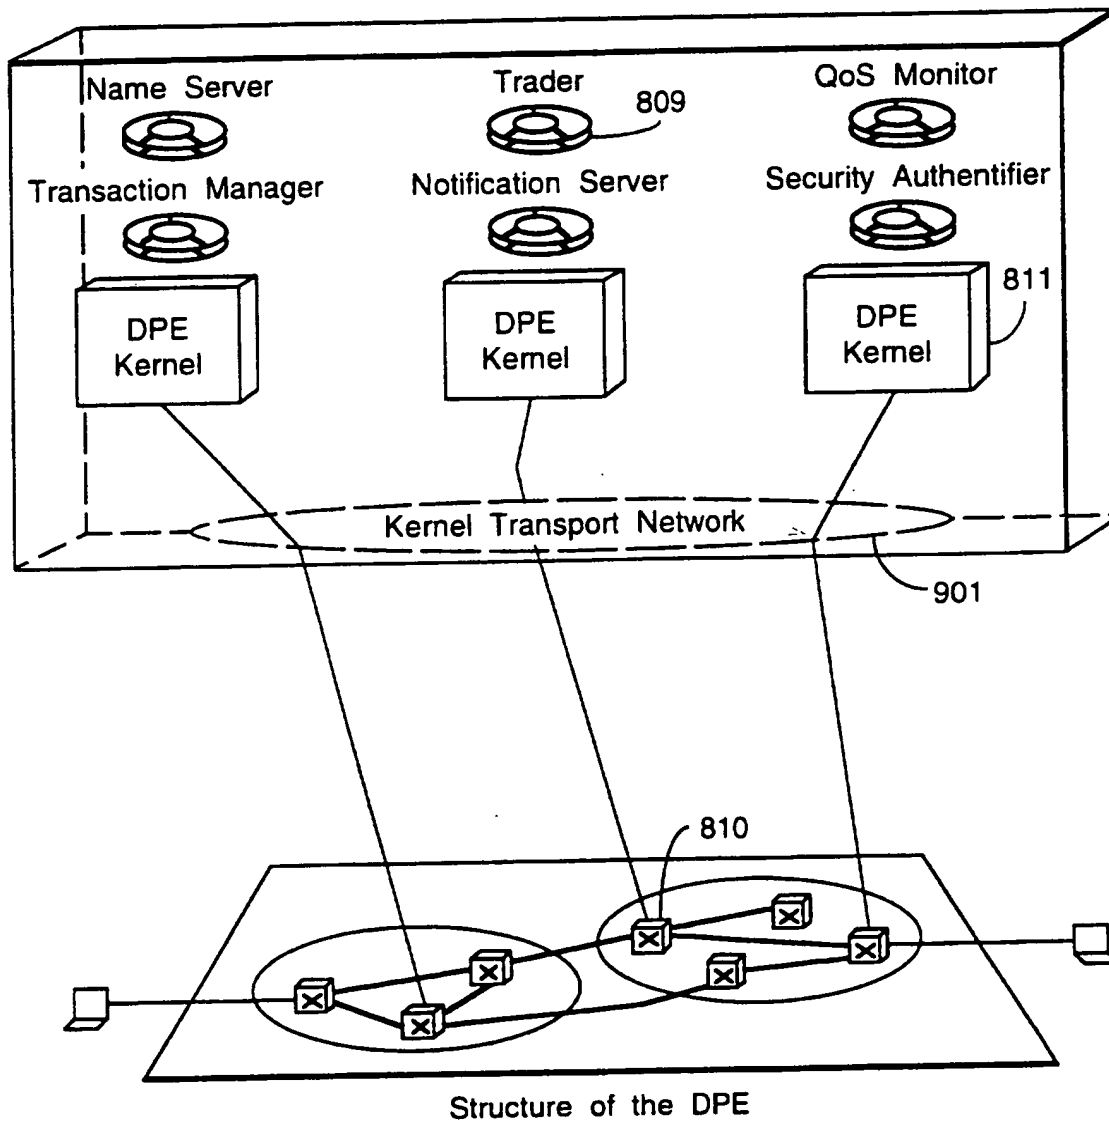 Name Server
Trader
QoS Monitor
809
Transaction Manager
Notification Server
Security Authentifier
811
DPE
Kernel
DPE
Kernel
DPE
Kernel
Kernel Transport Network
901
810
Structure of the DPE